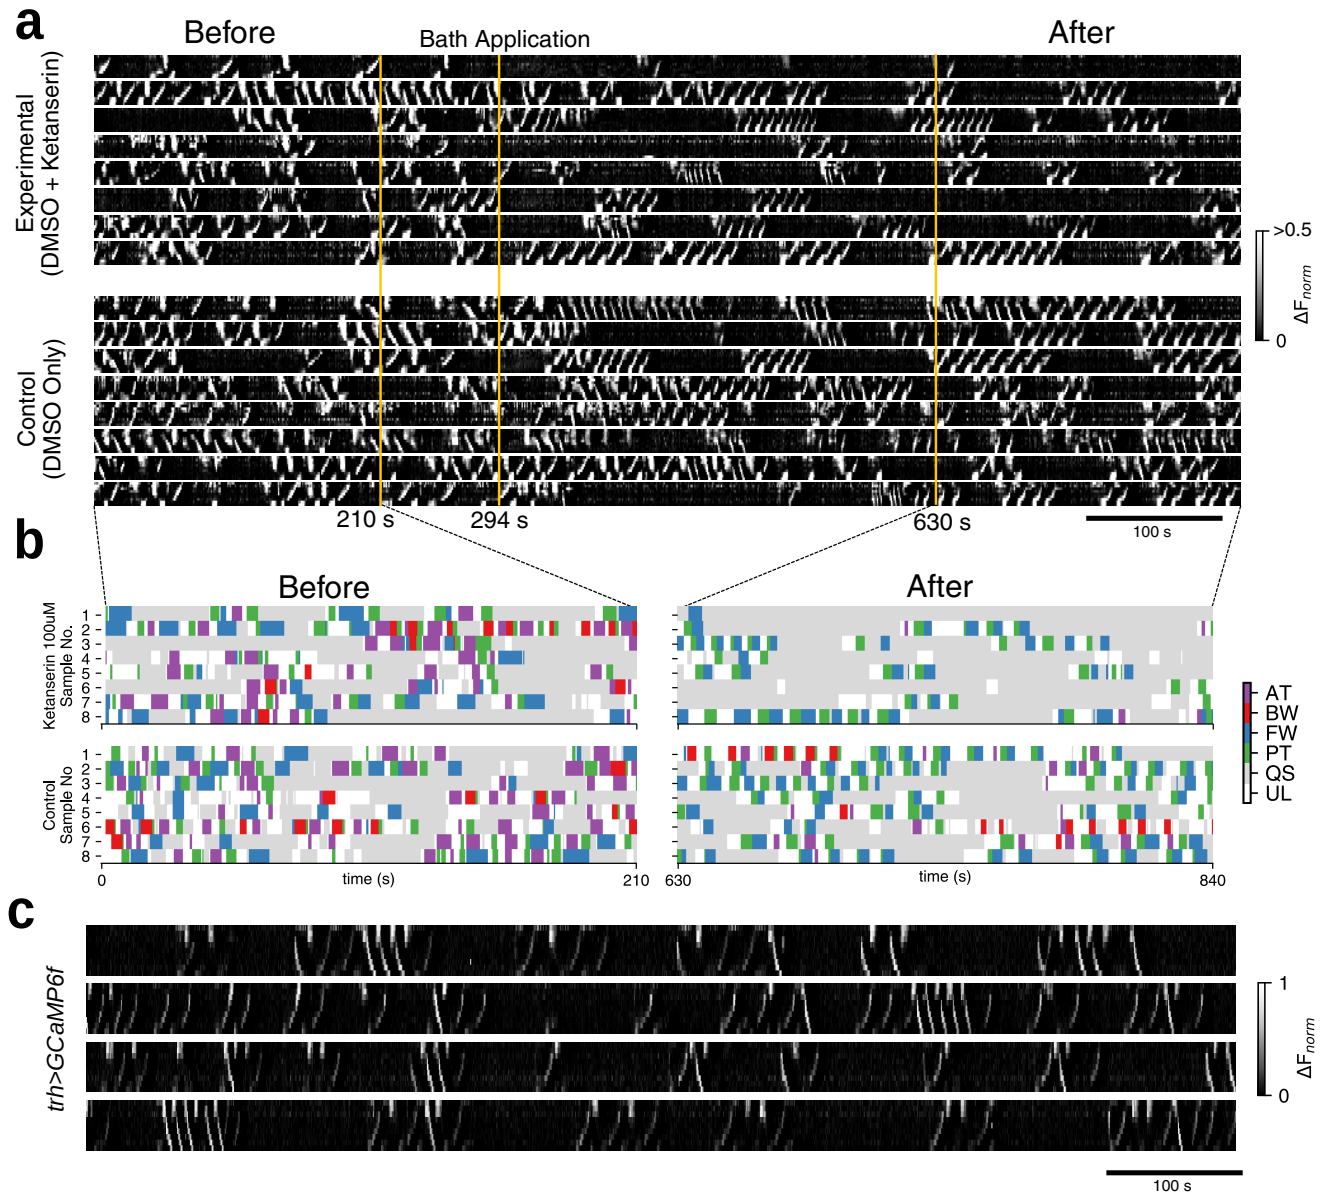 a
Before
Bath Application
After
Experimental
(DMSO + Ketanserin)
>0.5
0
ΔFnorm
Control
(DMSO Only)
210 s
294 s
630 s
100 s
b
Before
After
Ketanserin 100uM
Sample No.
1
2
3
4
5
6
7
8
Control
Sample No
1
2
3
4
5
6
7
8
0
time (s)
210
630
time (s)
840
AT
BW
FW
PT
QS
UL
c
trh>GCaMP6f
1
0
ΔFnorm
100 s